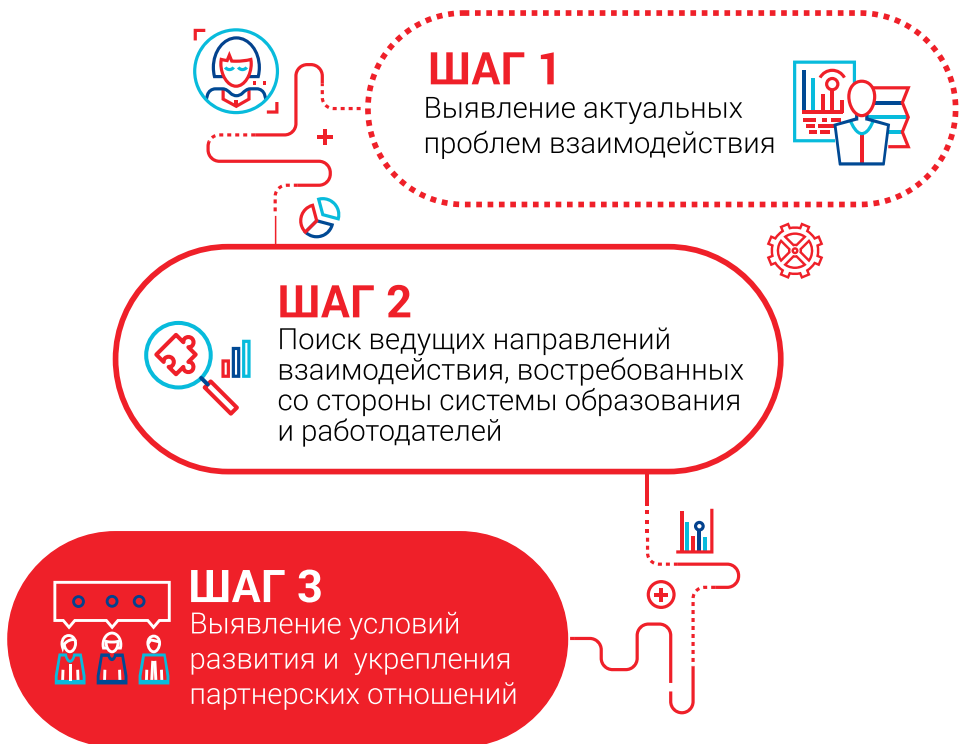 ШАГ 1
Выявление актуальных
проблем взаимодействия
ШАГ 2
Поиск ведущих направлений
взаимодействия, востребованных
со стороны системы образования
и работодателей
ШАГ 3
Выявление условий
развития и укрепления
партнерских отношений